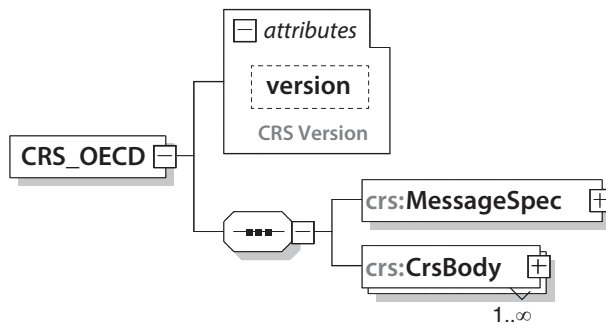 attributes
version
CRS Version
CRS_OECD
crs:MessageSpec
crs:CrsBody
1..∞